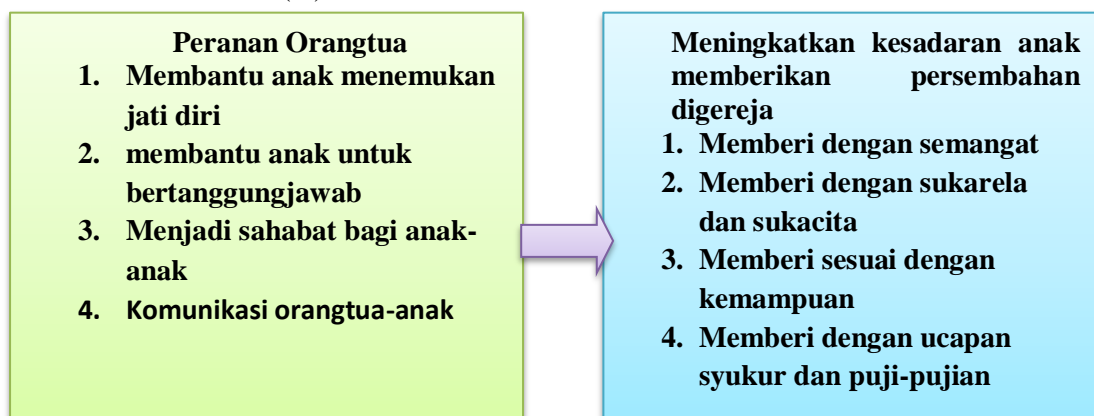 Peranan Orangtua
1. Membantu anak menemukan
jati diri
2. membantu anak untuk
bertanggungjawab
3. Menjadi sahabat bagi anak-
anak
4. Komunikasi orangtua-anak
Meningkatkan kesadaran anak
memberikan persembahan
digereja
1. Memberi dengan semangat
2. Memberi dengan sukarela
dan sukacita
3. Memberi sesuai dengan
kemampuan
4. Memberi dengan ucapan
syukur dan puji-pujian